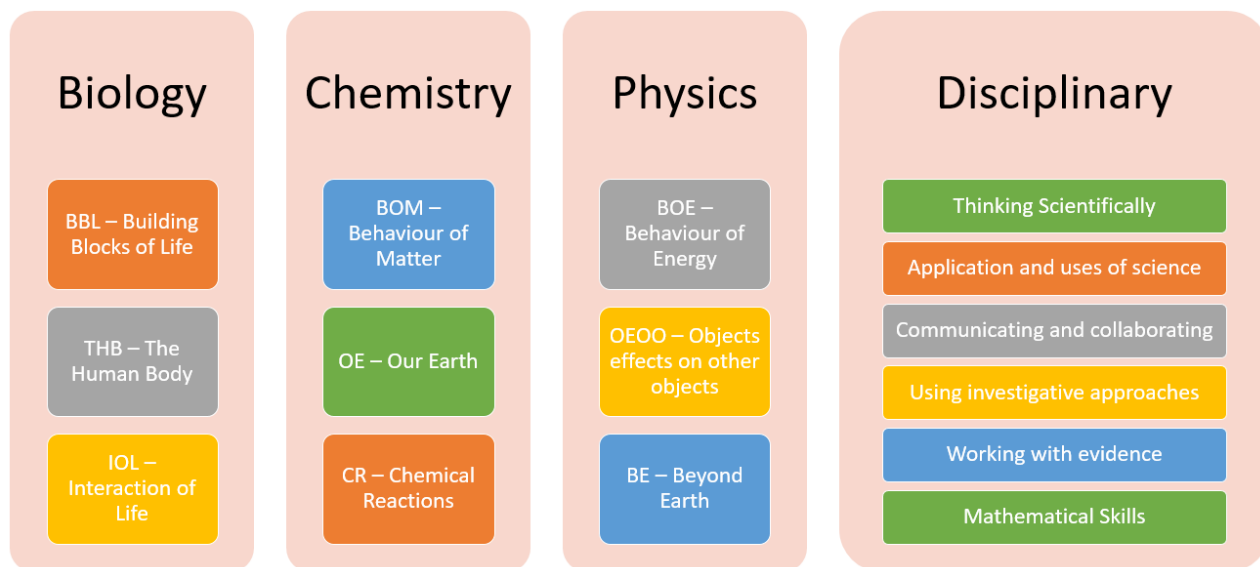 Biology
BBL – Building
Blocks of Life
THB – The
Human Body
IOL –
Interaction of
Life
Chemistry
BOM –
Behaviour of
Matter
OE – Our Earth
CR – Chemical
Reactions
Physics
BOE –
Behaviour of
Energy
OEOO – Objects
effects on other
objects
BE – Beyond
Earth
Disciplinary
Thinking Scientifically
Application and uses of science
Communicating and collaborating
Using investigative approaches
Working with evidence
Mathematical Skills